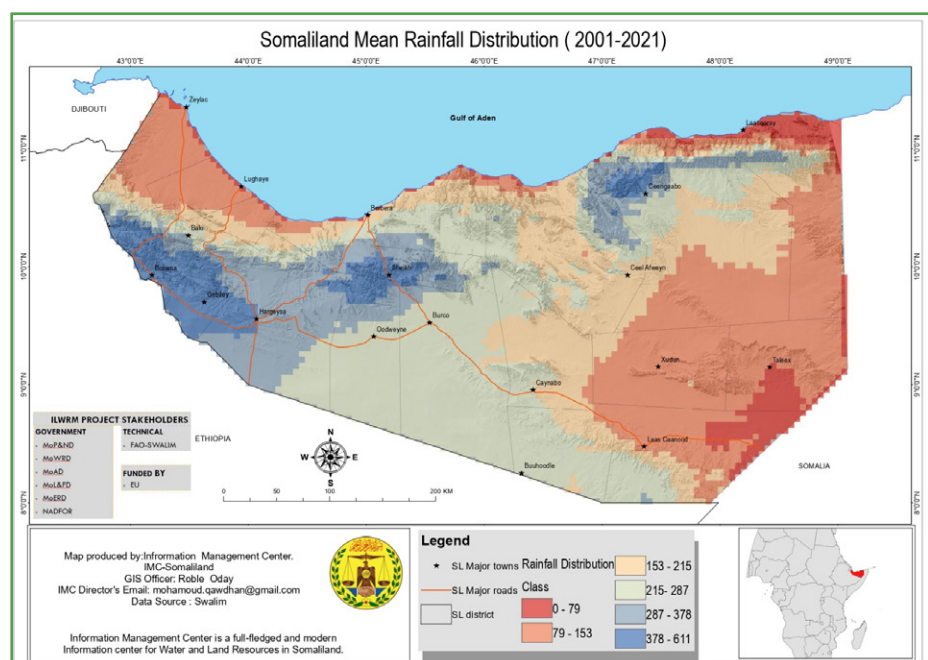 Somaliland Mean Rainfall Distribution ( 2001-2021)
43°0'0"E 44°0'0"E 45°0'0"E 46°0'0"E 47°0'0"E 48°0'0"E 49°0'0"E
DJIBOUTI
Zeylac
Gulf of Aden
11°0'0"N
11°0'0"N
Lughaye
Ceerigaabo
Berbera
Baki
10°0'0"N
10°0'0"N
Borama
Ceel Afweyn
Gebiley
Hargeysa
Burco
Oodweyne
Xudun
Taleex
9°0'0"N
9°0'0"N
Caynabo
Laas Caanood
Buuhoodle
ETHIOPIA
SOMALIA
8°0'0"N
8°0'0"N
N
W E
S
200 100 0 100 200 KM
ILWRM PROJECT STAKEHOLDERS
GOVERNMENT
- MoP&ND
- MoWRD
- MoAD
- MoL&FD
- MoERD
- NADFOR
TECHNICAL
- FAO-SWALIM
FUNDED BY
- EU
Map produced by:Information Management Center.
IMC-Somaliland
GIS Officer: Roble Oday
IMC Director's Email: mohamoud.qawdhan@gmail.com
Data Source : Swalim
Information Management Center is a full-fledged and modern
Information center for Water and Land Resources in Somaliland.
Legend
SL Major towns
SL Major roads
SL district
Rainfall Distribution
Class
0 - 79
79 - 153
153 - 215
215- 287
287 - 378
378 - 611